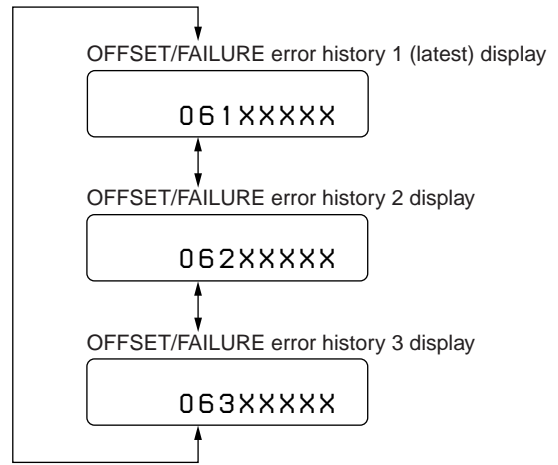 OFFSET/FAILURE error history 1 (latest) display
061XXXXX
OFFSET/FAILURE error history 2 display
062XXXXX
OFFSET/FAILURE error history 3 display
063XXXXX